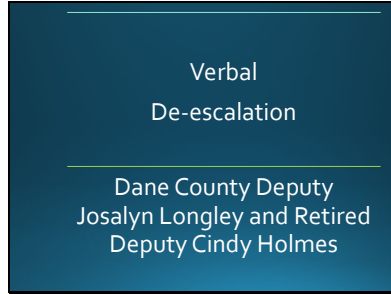 Verbal
De-escalation
Dane County Deputy
Josalyn Longley and Retired
Deputy Cindy Holmes